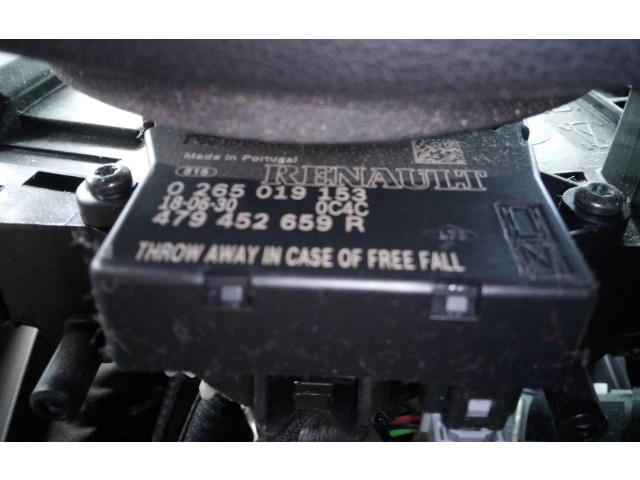 Made in Portugal
815 RENAULT
0 265 019 153
18-06-30 0C4C
479 452 659 R
THROW AWAY IN CASE OF FREE FALL